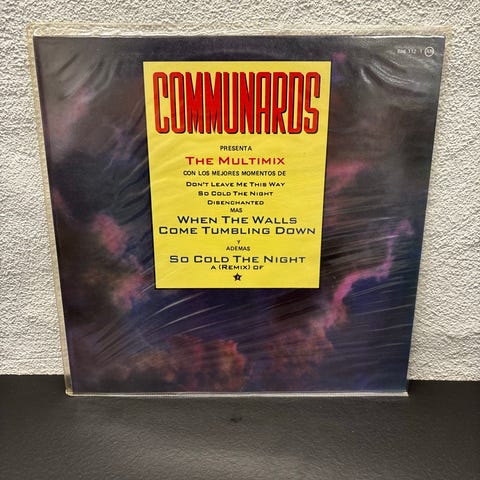 COMMUNARDS
PRESENTA
THE MULTIMIX
CON LOS MEJORES MOMENTOS DE
DON'T LEAVE ME THIS WAY
SO COLD THE NIGHT
DISENCHANTED
MAS
WHEN THE WALLS
COME TUMBLING DOWN
Y
ADEMAS
SO COLD THE NIGHT
A (REMIX) OF